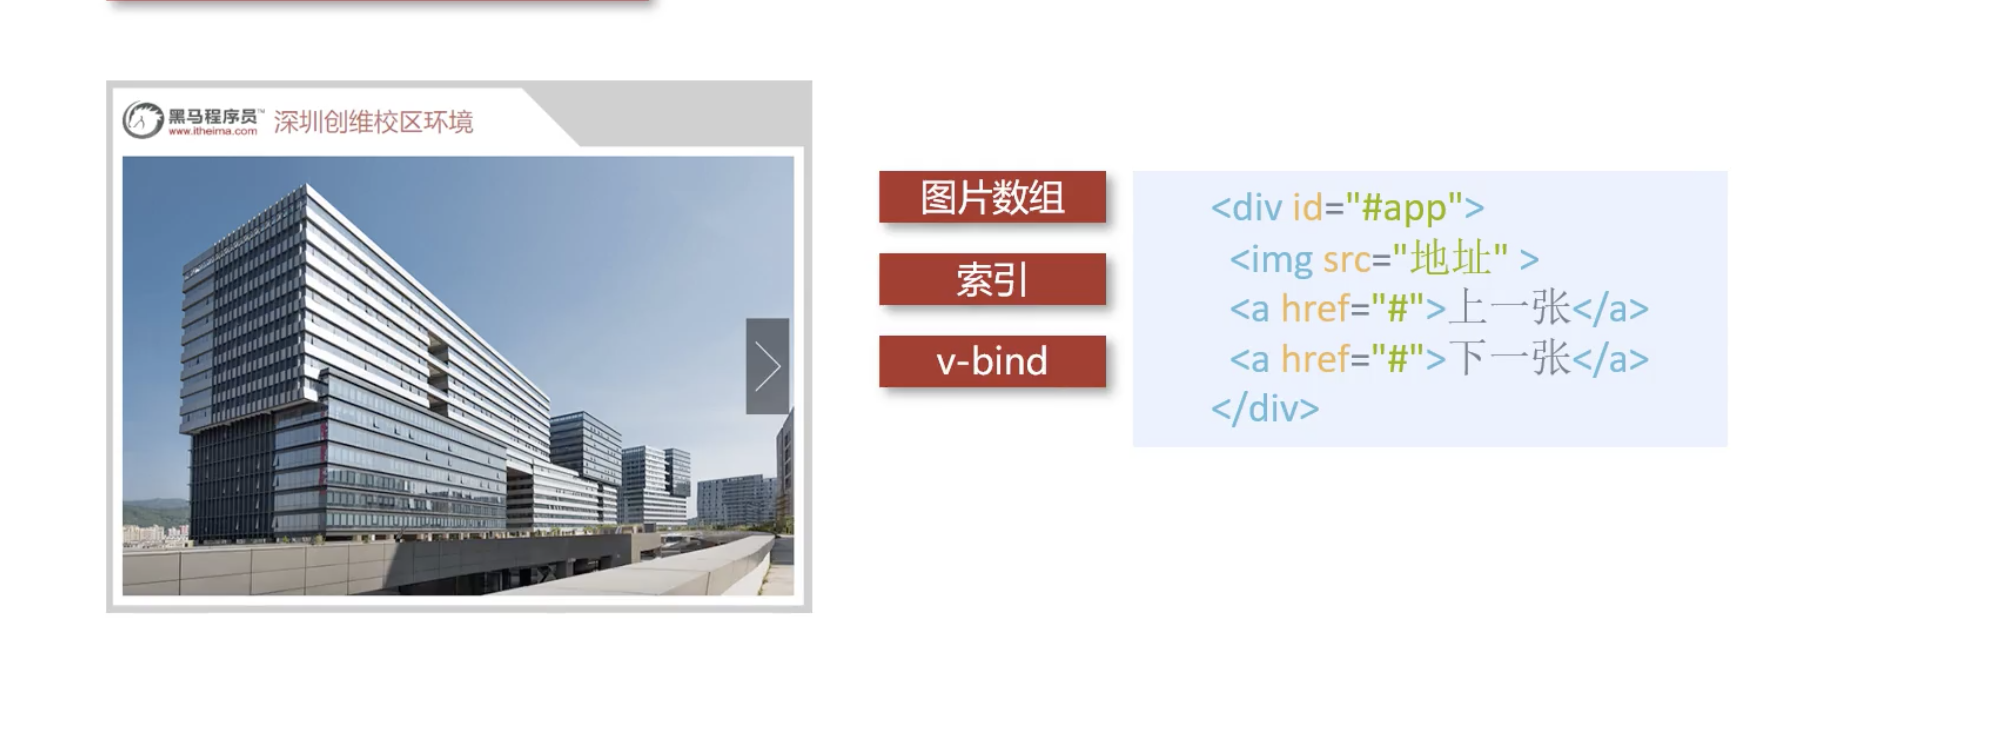 黑马程序员™
www.itheima.com
深圳创维校区环境
图片数组
索引
v-bind
<div id="#app">
<img src="地址" >
<a href="#">上一张</a>
<a href="#">下一张</a>
</div>